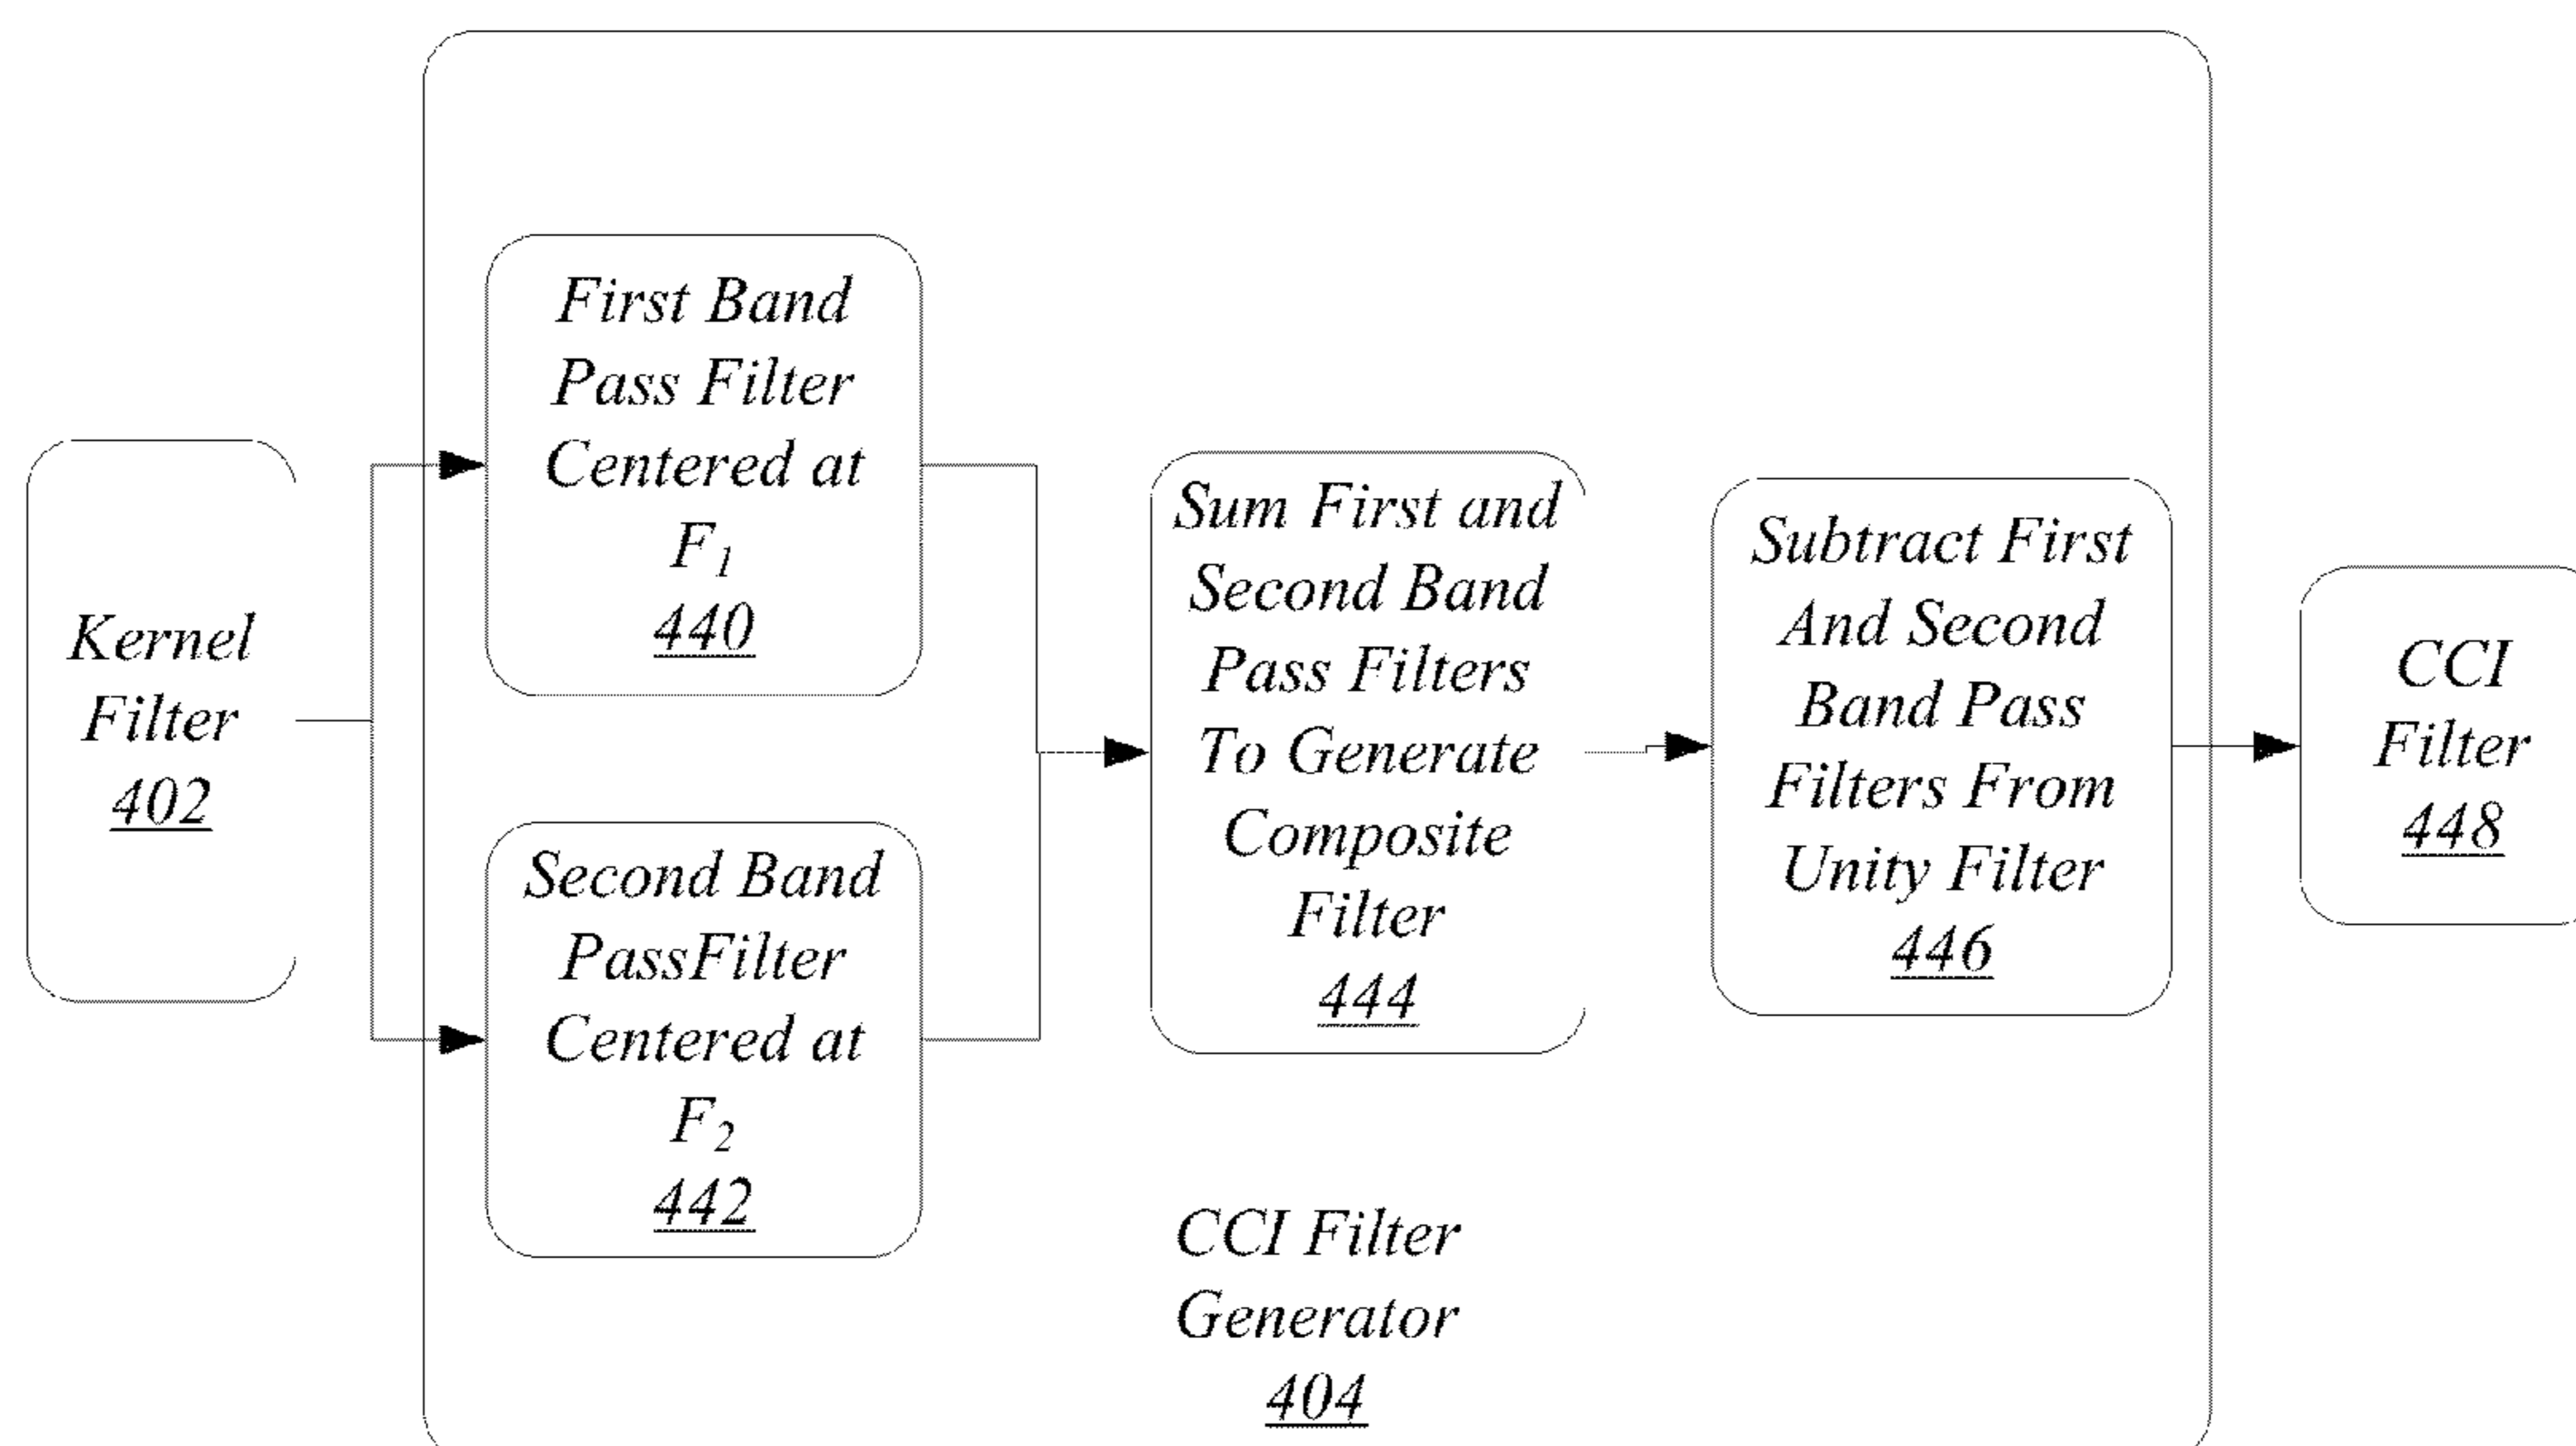 Kernel
Filter
402
First Band
Pass Filter
Centered at
F1
440
Second Band
PassFilter
Centered at
F2
442
Sum First and
Second Band
Pass Filters
To Generate
Composite
Filter
444
Subtract First
And Second
Band Pass
Filters From
Unity Filter
446
CCI
Filter
448
CCI Filter
Generator
404